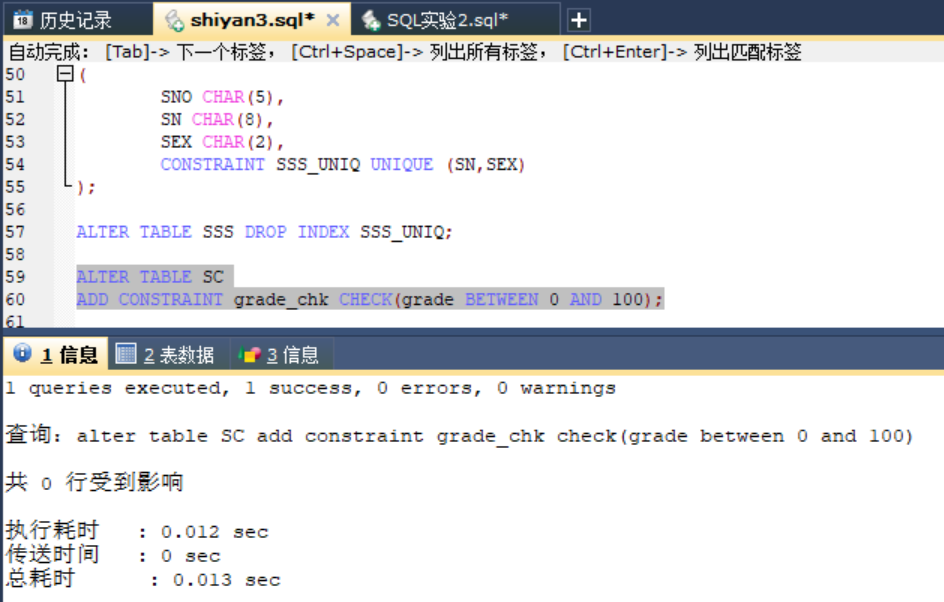 18 历史记录 shiyan3.sql* SQL实验2.sql*
自动完成: [Tab]-> 下一个标签, [Ctrl+Space]-> 列出所有标签, [Ctrl+Enter]-> 列出匹配标签
50 (
51 SNO CHAR(5),
52 SN CHAR(8),
53 SEX CHAR(2),
54 CONSTRAINT SSS_UNIQ UNIQUE (SN,SEX)
55 );
56
57 ALTER TABLE SSS DROP INDEX SSS_UNIQ;
58
59 ALTER TABLE SC
60 ADD CONSTRAINT grade_chk CHECK(grade BETWEEN 0 AND 100);
61
1 信息 2 表数据 3 信息
1 queries executed, 1 success, 0 errors, 0 warnings
查询: alter table SC add constraint grade_chk check(grade between 0 and 100)
共 0 行受到影响
执行耗时 : 0.012 sec
传送时间 : 0 sec
总耗时 : 0.013 sec